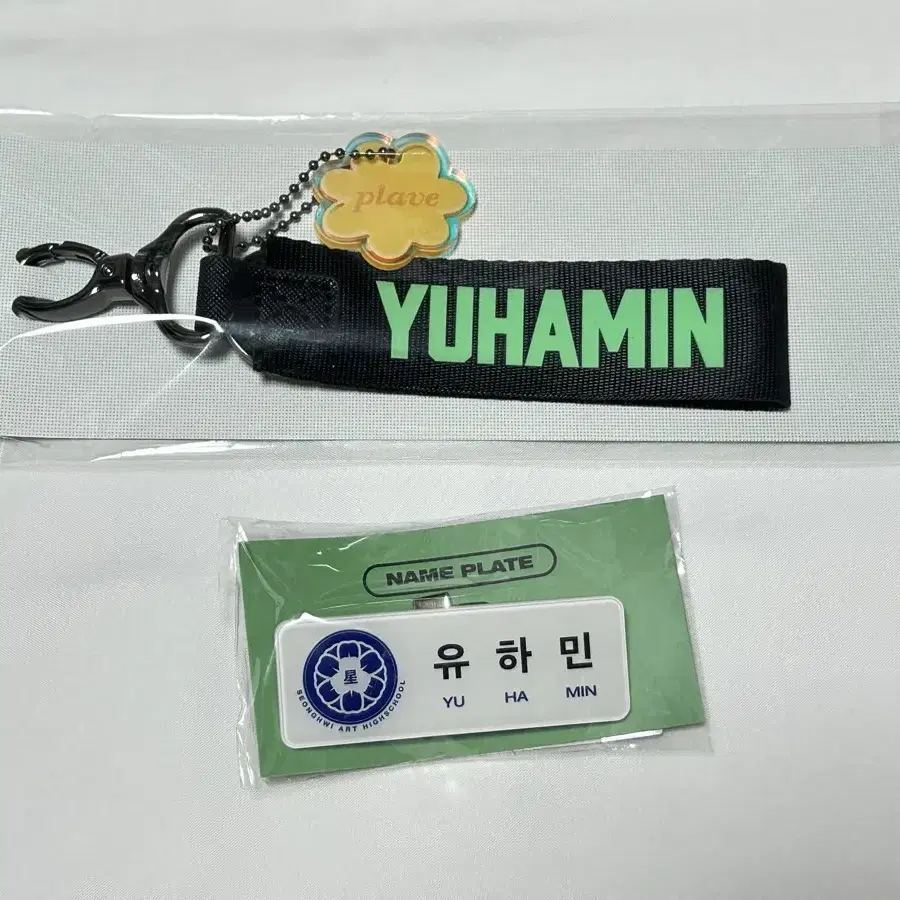 plave
YUHAMIN
NAME PLATE
星
SEONGHWI ART HIGHSCHOOL
유 하 민
YU HA MIN